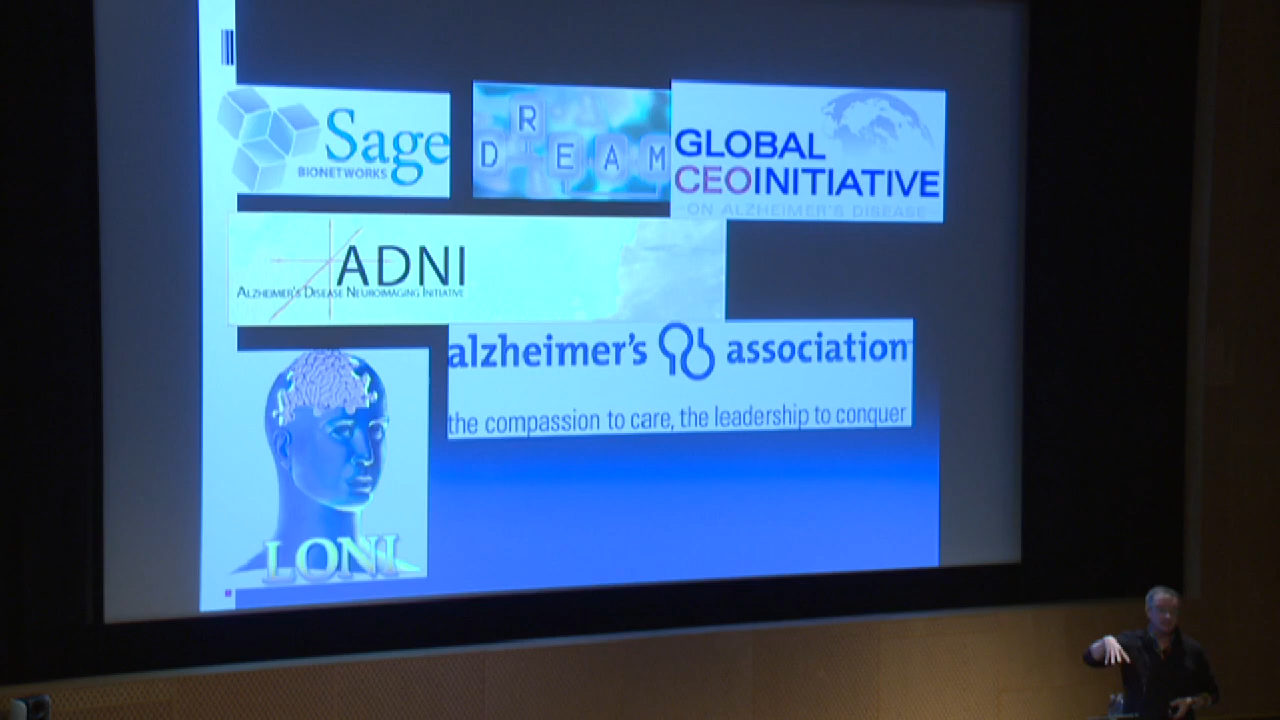 Sage
BIONETWORKS
R
DEAM
GLOBAL
CEOINITIATIVE
ON ALZHEIMER'S DISEASE
ADNI
ALZHEIMER'S DISEASE NEUROIMAGING INITIATIVE
alzheimer's association
the compassion to care, the leadership to conquer
LONI